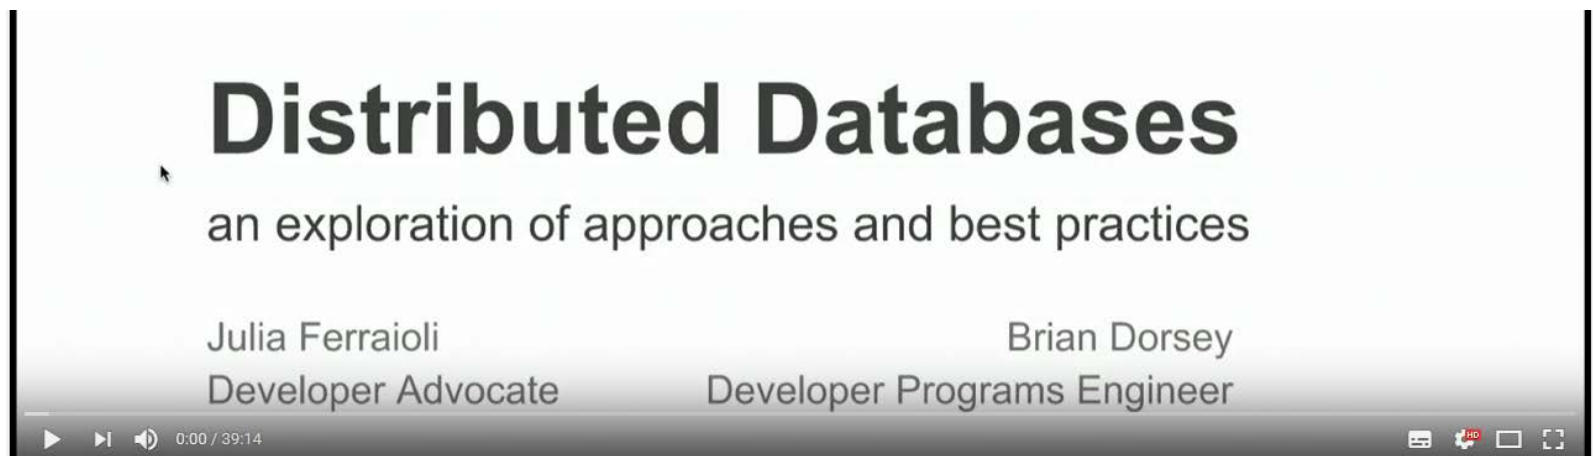 Distributed Databases
an exploration of approaches and best practices
Julia Ferraioli Brian Dorsey
Developer Advocate Developer Programs Engineer
0:00 / 39:14 HD